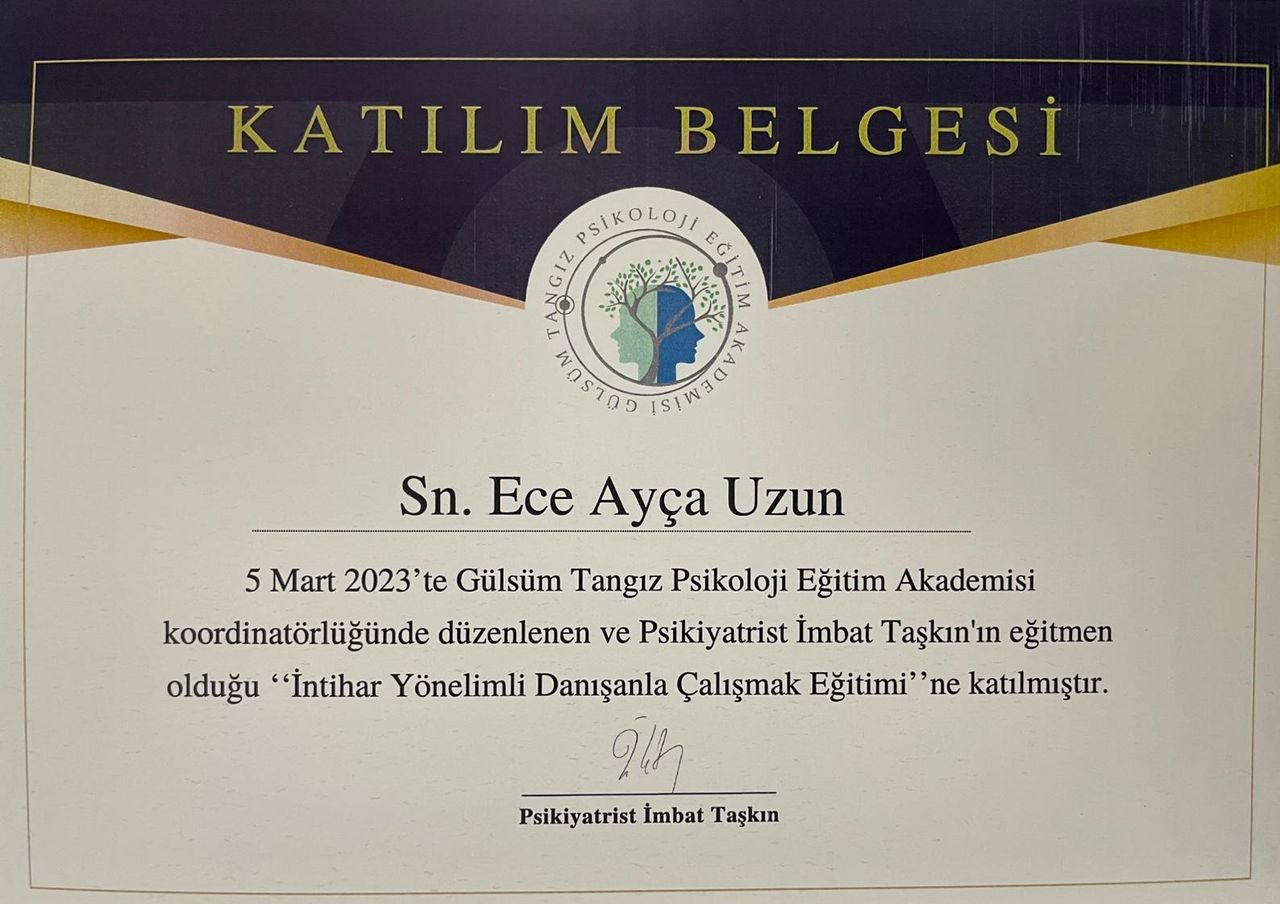 KATILIM BELGESİ
GÜLSÜM TANGIZ PSİKOLOJİ EĞİTİM AKADEMİSİ
Sn. Ece Ayça Uzun
5 Mart 2023’te Gülsüm Tangız Psikoloji Eğitim Akademisi
koordinatörlüğünde düzenlenen ve Psikiyatrist İmbat Taşkın'ın eğitmen
olduğu ‘‘İntihar Yönelimli Danışanla Çalışmak Eğitimi’’ne katılmıştır.
Psikiyatrist İmbat Taşkın